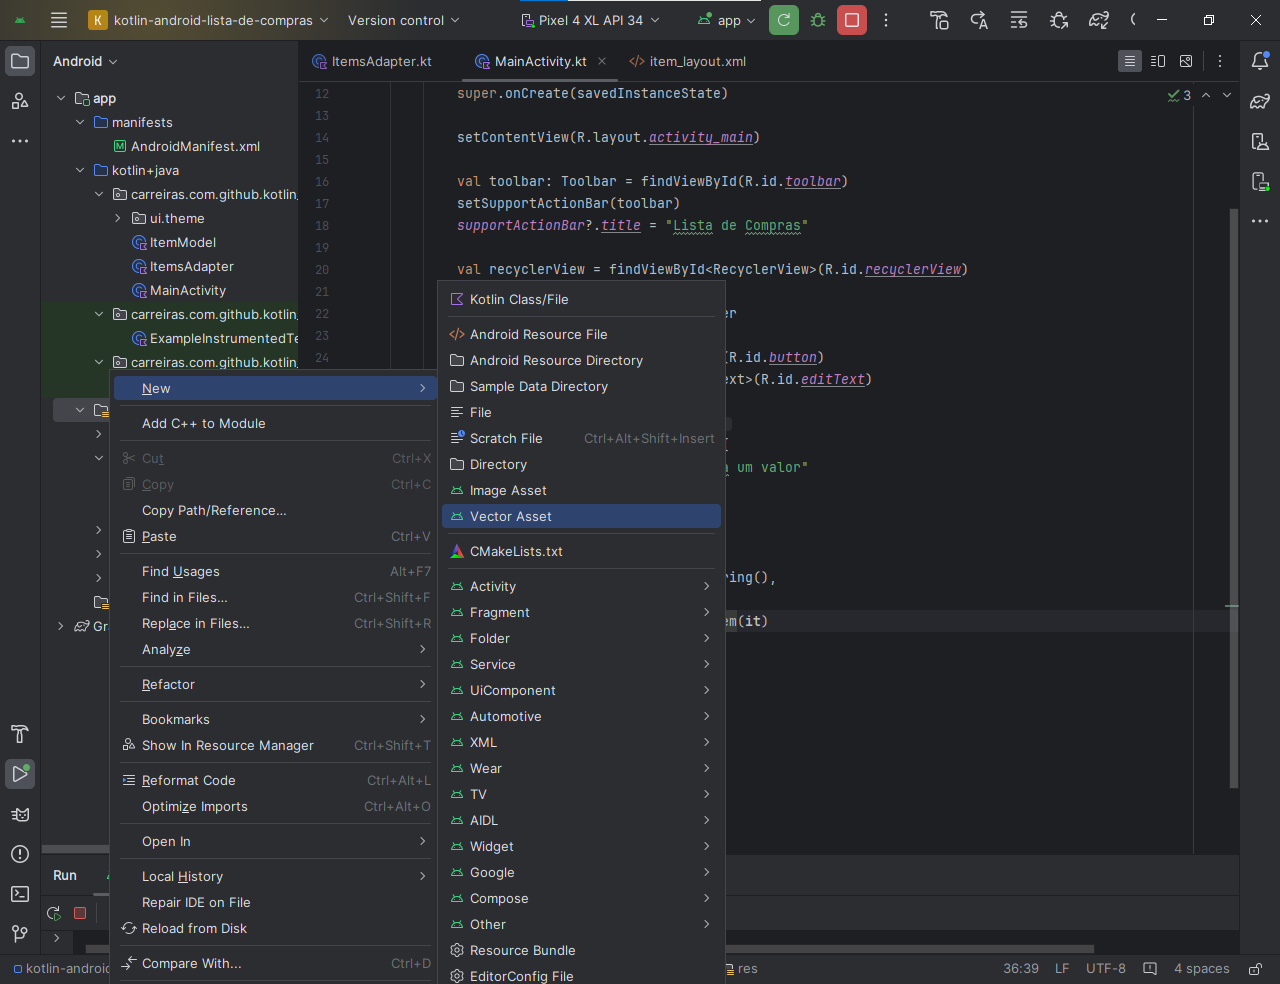 K kotlin-android-lista-de-compras Version control Pixel 4 XL API 34 app
Android
ItemsAdapter.kt MainActivity.kt item_layout.xml
app
manifests
AndroidManifest.xml
kotlin+java
carreiras.com.github.kotlin_
ui.theme
ItemModel
ItemsAdapter
MainActivity
carreiras.com.github.kotlin_
ExampleInstrumentedTe
carreiras.com.github.kotlin_
Gra
3
12 super.onCreate(savedInstanceState)
13
14 setContentView(R.layout.activity_main)
15
16 val toolbar: Toolbar = findViewById(R.id.toolbar)
17 setSupportActionBar(toolbar)
18 supportActionBar?.title = "Lista de Compras"
19
20 val recyclerView = findViewById<RecyclerView>(R.id.recyclerView)
21
22 er
23
24 (R.id.button)
ext>(R.id.editText)
um valor"
ring(),
em(it)
New
Add C++ to Module
Cut Ctrl+X
Copy Ctrl+C
Copy Path/Reference...
Paste Ctrl+V
Find Usages Alt+F7
Find in Files... Ctrl+Shift+F
Replace in Files... Ctrl+Shift+R
Analyze
Refactor
Bookmarks
Show In Resource Manager Ctrl+Shift+T
Reformat Code Ctrl+Alt+L
Optimize Imports Ctrl+Alt+O
Open In
Local History
Repair IDE on File
Reload from Disk
Compare With... Ctrl+D
Kotlin Class/File
Android Resource File
Android Resource Directory
Sample Data Directory
File
Scratch File Ctrl+Alt+Shift+Insert
Directory
Image Asset
Vector Asset
CMakeLists.txt
Activity
Fragment
Folder
Service
UiComponent
Automotive
XML
Wear
TV
AIDL
Widget
Google
Compose
Other
Resource Bundle
EditorConfig File
Run
kotlin-android res 36:39 LF UTF-8 4 spaces